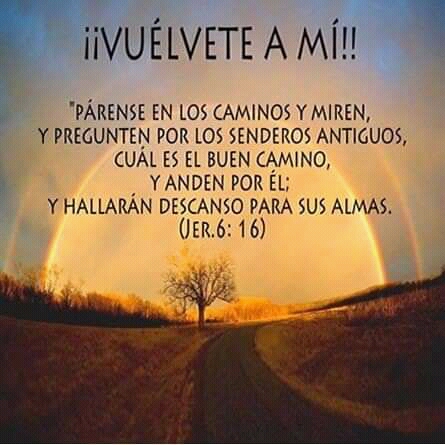 ¡¡VUÉLVETE A MÍ!!
"PÁRENSE EN LOS CAMINOS Y MIREN,
Y PREGUNTEN POR LOS SENDEROS ANTIGUOS,
CUÁL ES EL BUEN CAMINO,
Y ANDEN POR ÉL;
Y HALLARÁN DESCANSO PARA SUS ALMAS.
(JER.6: 16)